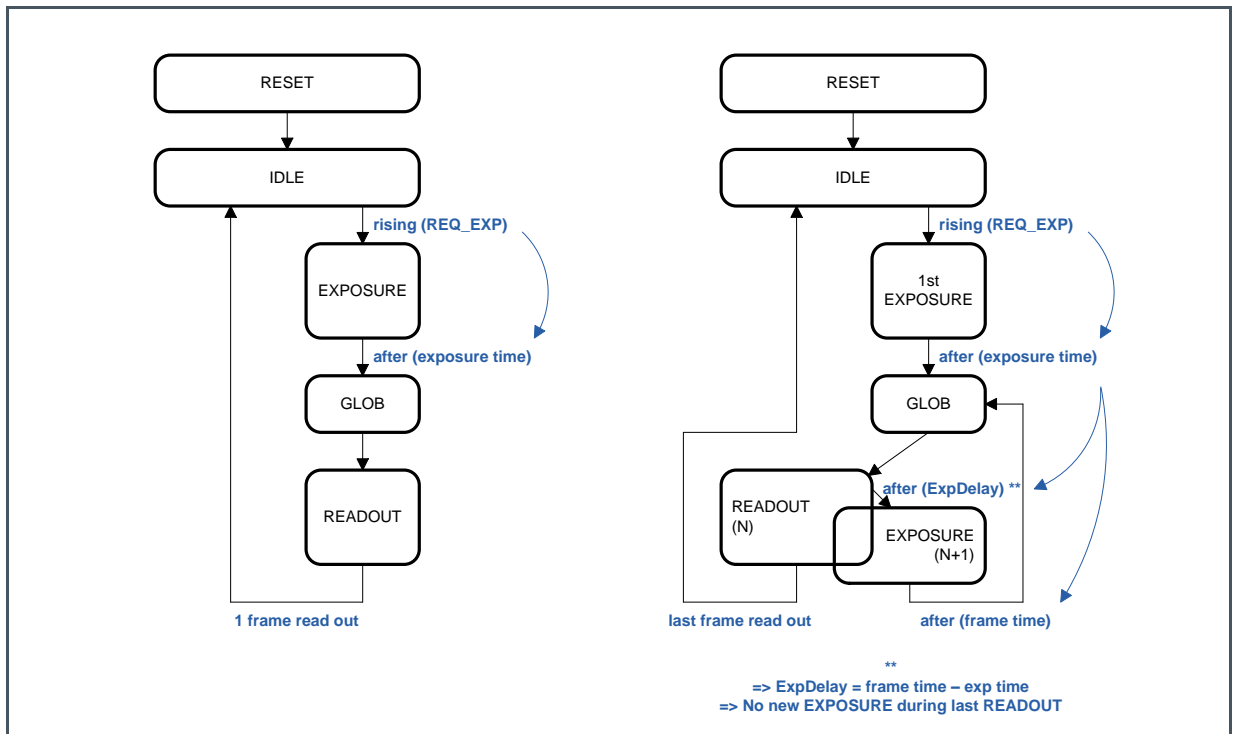 RESET
IDLE
rising (REQ_EXP)
EXPOSURE
after (exposure time)
GLOB
READOUT
1 frame read out
RESET
IDLE
rising (REQ_EXP)
1st
EXPOSURE
after (exposure time)
GLOB
after (ExpDelay) **
READOUT
(N)
EXPOSURE
(N+1)
last frame read out
after (frame time)
**
=> ExpDelay = frame time – exp time
=> No new EXPOSURE during last READOUT